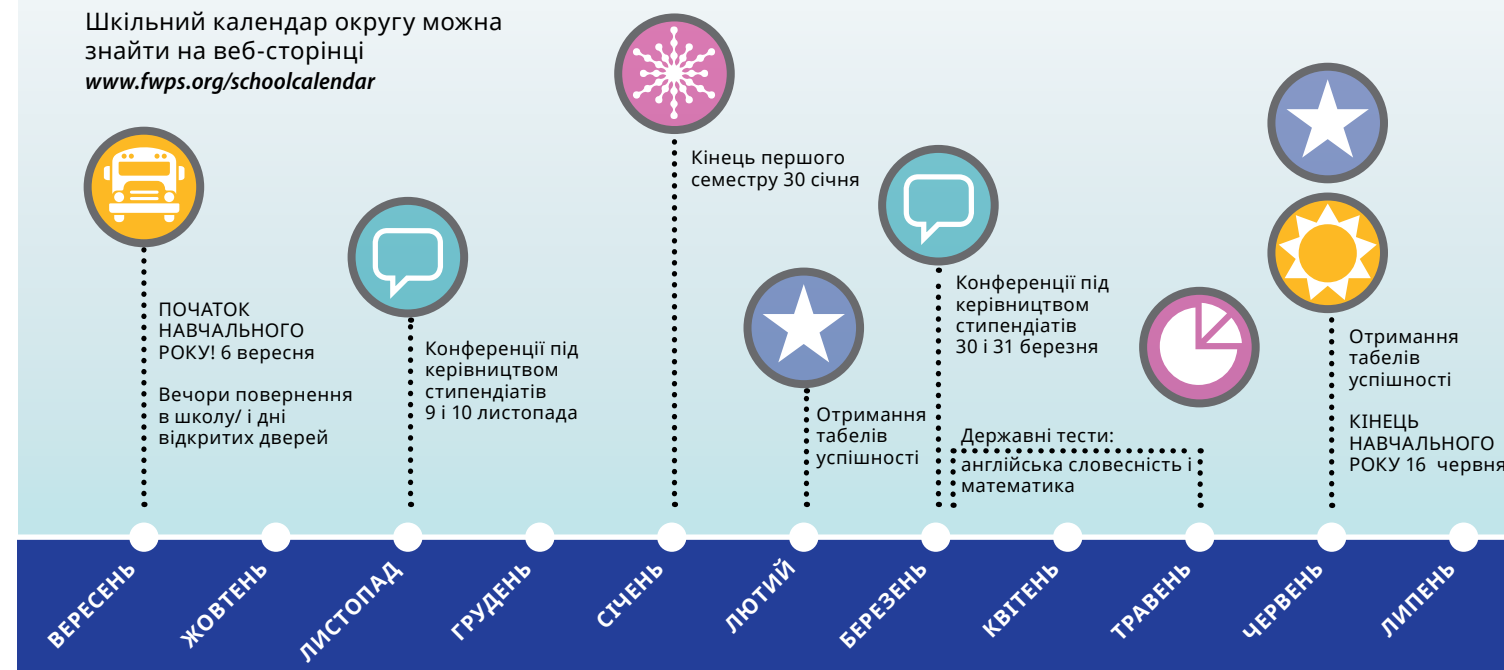 Шкільний календар округу можна
знайти на веб-сторінці
www.fwps.org/schoolcalendar
ПОЧАТОК
НАВЧАЛЬНОГО
РОКУ! 6 вересня
Вечори повернення
в школу/ і дні
відкритих дверей
Конференції під
керівництвом
стипендіатів
9 і 10 листопада
Кінець першого
семестру 30 січня
Отримання
табелів
успішності
Конференції під
керівництвом
стипендіатів
30 і 31 березня
Державні тести:
англійська словесність і
математика
Отримання
табелів
успішності
КІНЕЦЬ
НАВЧАЛЬНОГО
РОКУ 16 червня
ВЕРЕСЕНЬ
ЖОВТЕНЬ
ЛИСТОПАД
ГРУДЕНЬ
СІЧЕНЬ
ЛЮТИЙ
БЕРЕЗЕНЬ
КВІТЕНЬ
ТРАВЕНЬ
ЧЕРВЕНЬ
ЛИПЕНЬ